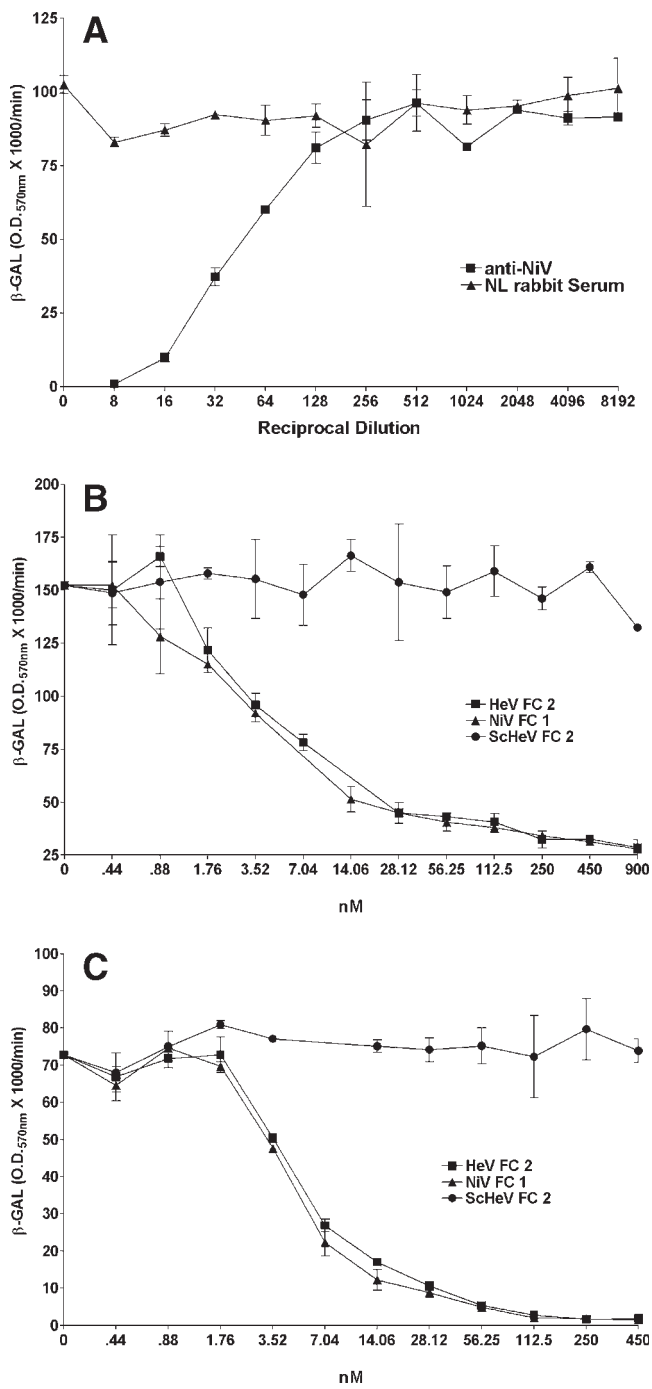 A
125
100
75
50
25
0
β-GAL (O.D.570nm X 1000/min)
anti-NiV
NL rabbit Serum
0 8 16 32 64 128 256 512 1024 2048 4096 8192
Reciprocal Dilution
B
200
175
150
125
100
75
50
25
β-GAL (O.D.570nm X 1000/min)
HeV FC 2
NiV FC 1
ScHeV FC 2
0 .44 .88 1.76 3.52 7.04 14.06 28.12 56.25 112.5 250 450 900
nM
C
100
90
80
70
60
50
40
30
20
10
0
β-GAL (O.D.570nm X 1000/min)
HeV FC 2
NiV FC 1
ScHeV FC 2
0 .44 .88 1.76 3.52 7.04 14.06 28.12 56.25 112.5 250 450
nM